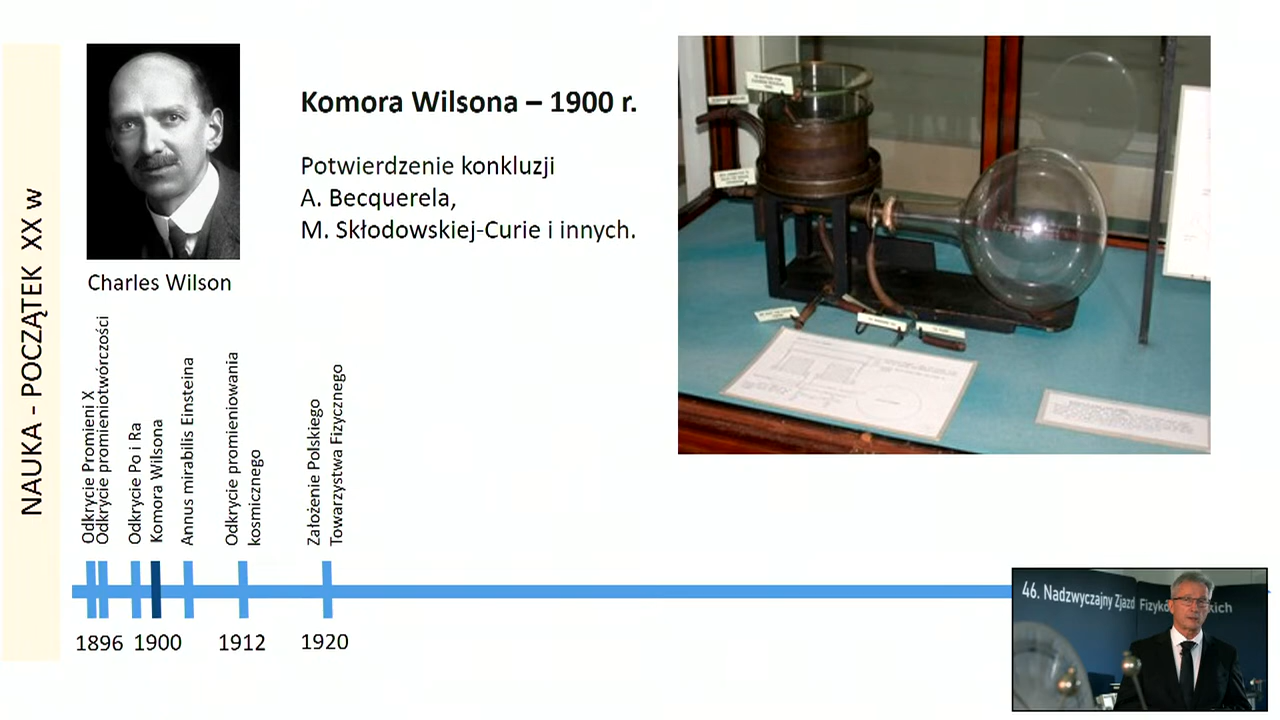 NAUKA - POCZĄTEK XX w
Komora Wilsona – 1900 r.
Potwierdzenie konkluzji
A. Becquerela,
M. Skłodowskiej-Curie i innych.
Charles Wilson
Odkrycie Promieni X
Odkrycie promieniotwórczości
Odkrycie Po i Ra
Komora Wilsona
Annus mirabilis Einsteina
Odkrycie promieniowania
kosmicznego
Założenie Polskiego
Towarzystwa Fizycznego
1896
1900
1912
1920
46. Nadzwyczajny Zjazd